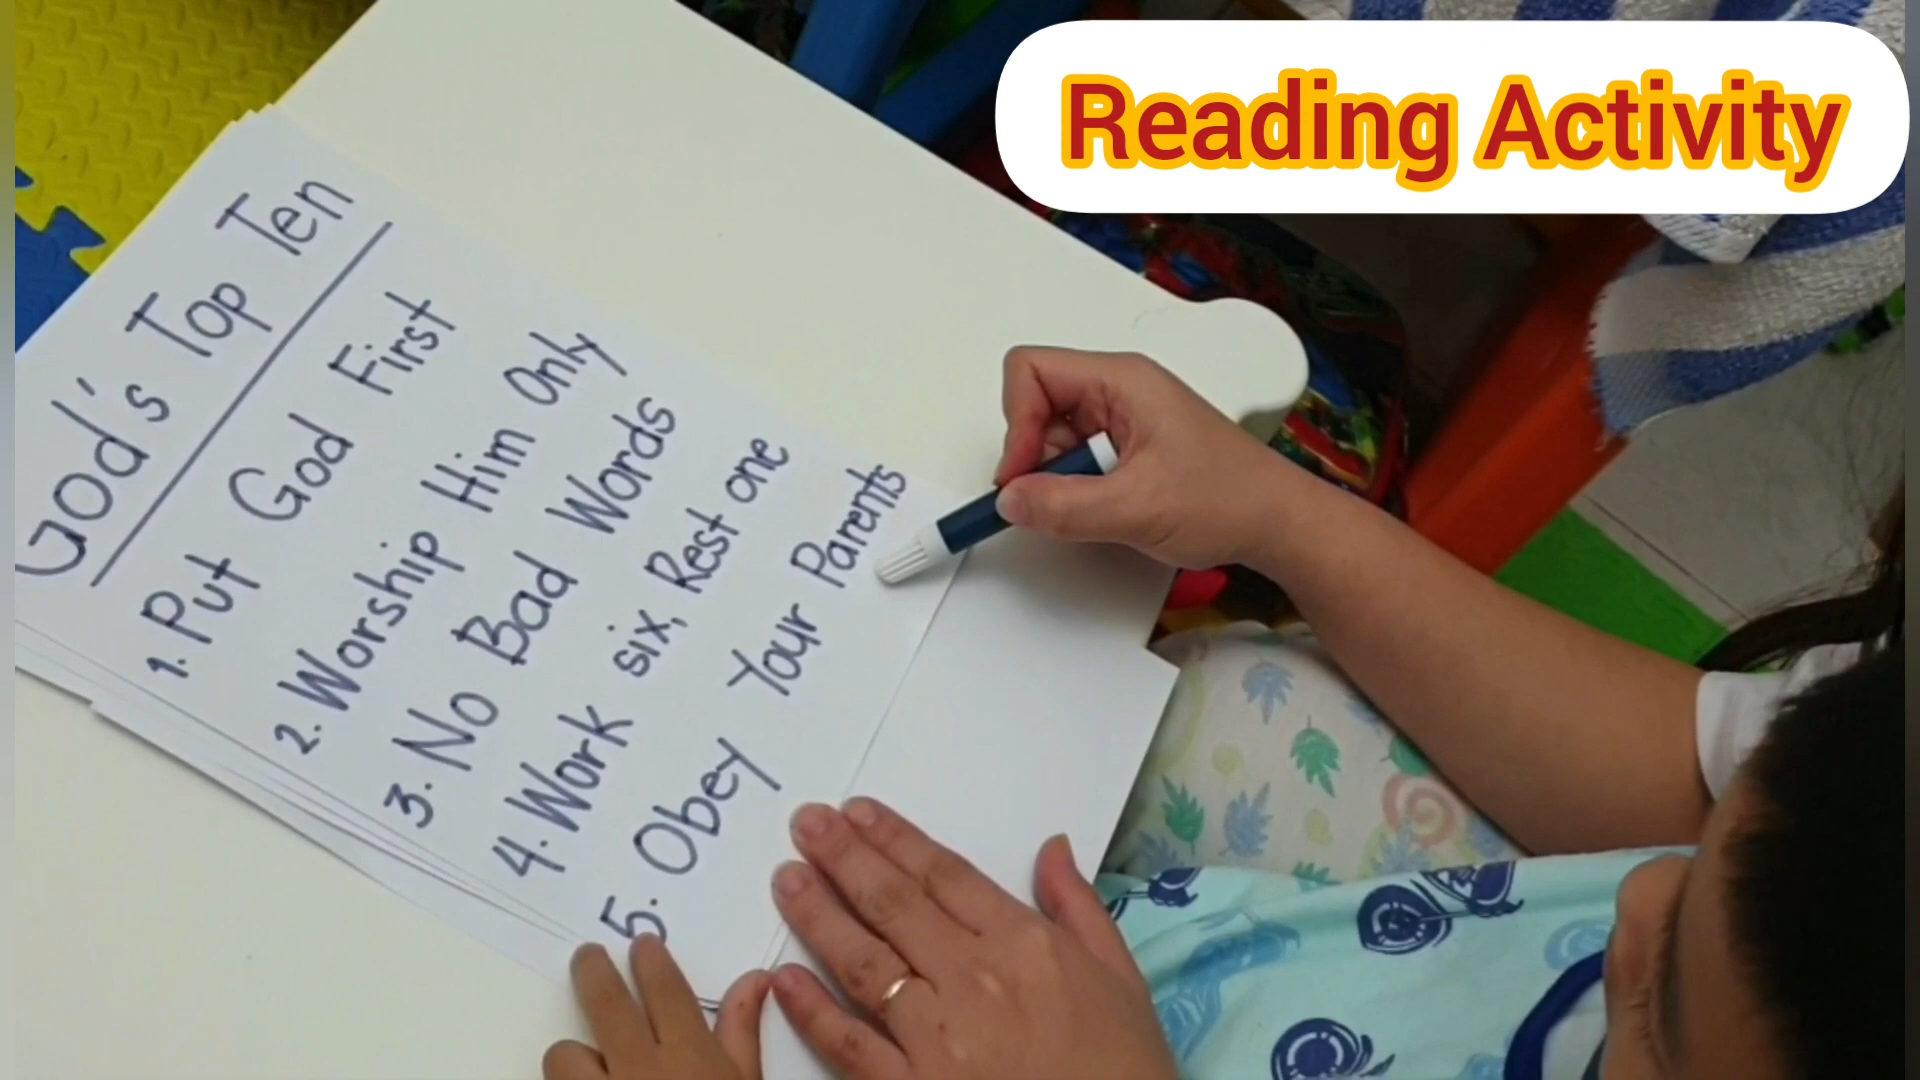 Reading Activity
God's Top Ten
1. Put God First
2. Worship Him Only
3. No Bad Words
4. Work six, Rest one
5. Obey Your Parents